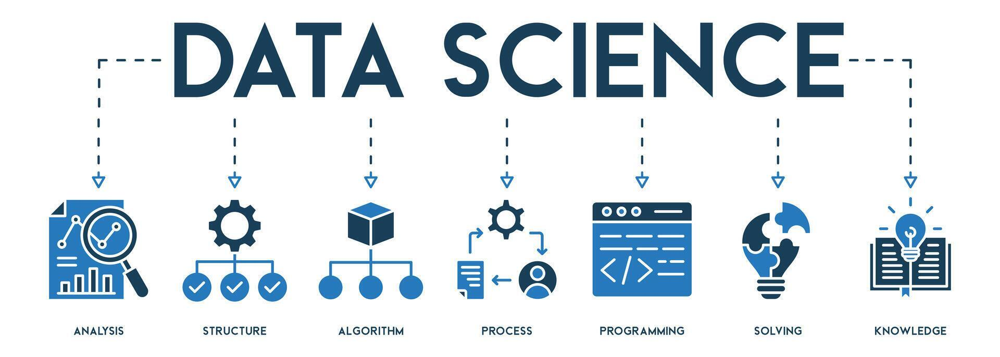 DATA SCIENCE
ANALYSIS
STRUCTURE
ALGORITHM
PROCESS
PROGRAMMING
SOLVING
KNOWLEDGE